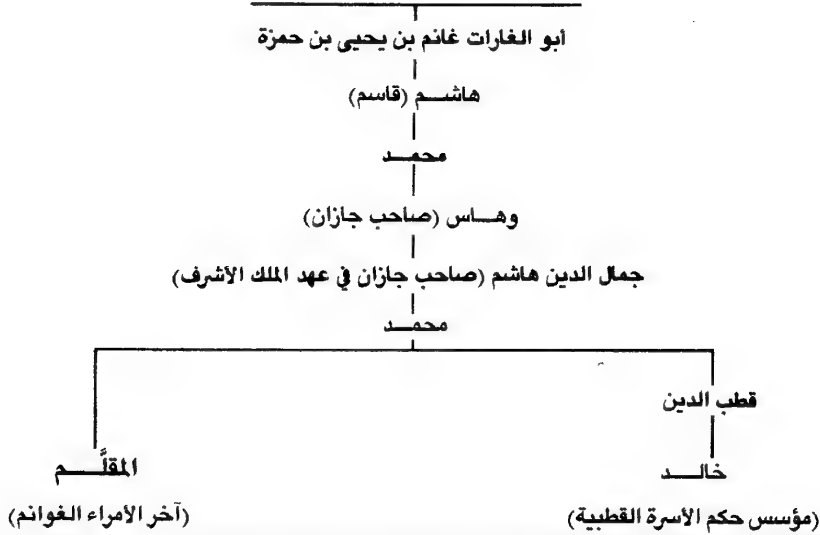 أبو الغارات غانم بن يحيى بن حمزة
هاشم (قاسم)
محمد
وهاس (صاحب جازان)
جمال الدين هاشم (صاحب جازان في عهد الملك الأشرف)
محمد
قطب الدين
خالد
المقلَّم
(مؤسس حكم الأسرة القطبية)
(آخر الأمراء الغوانم)